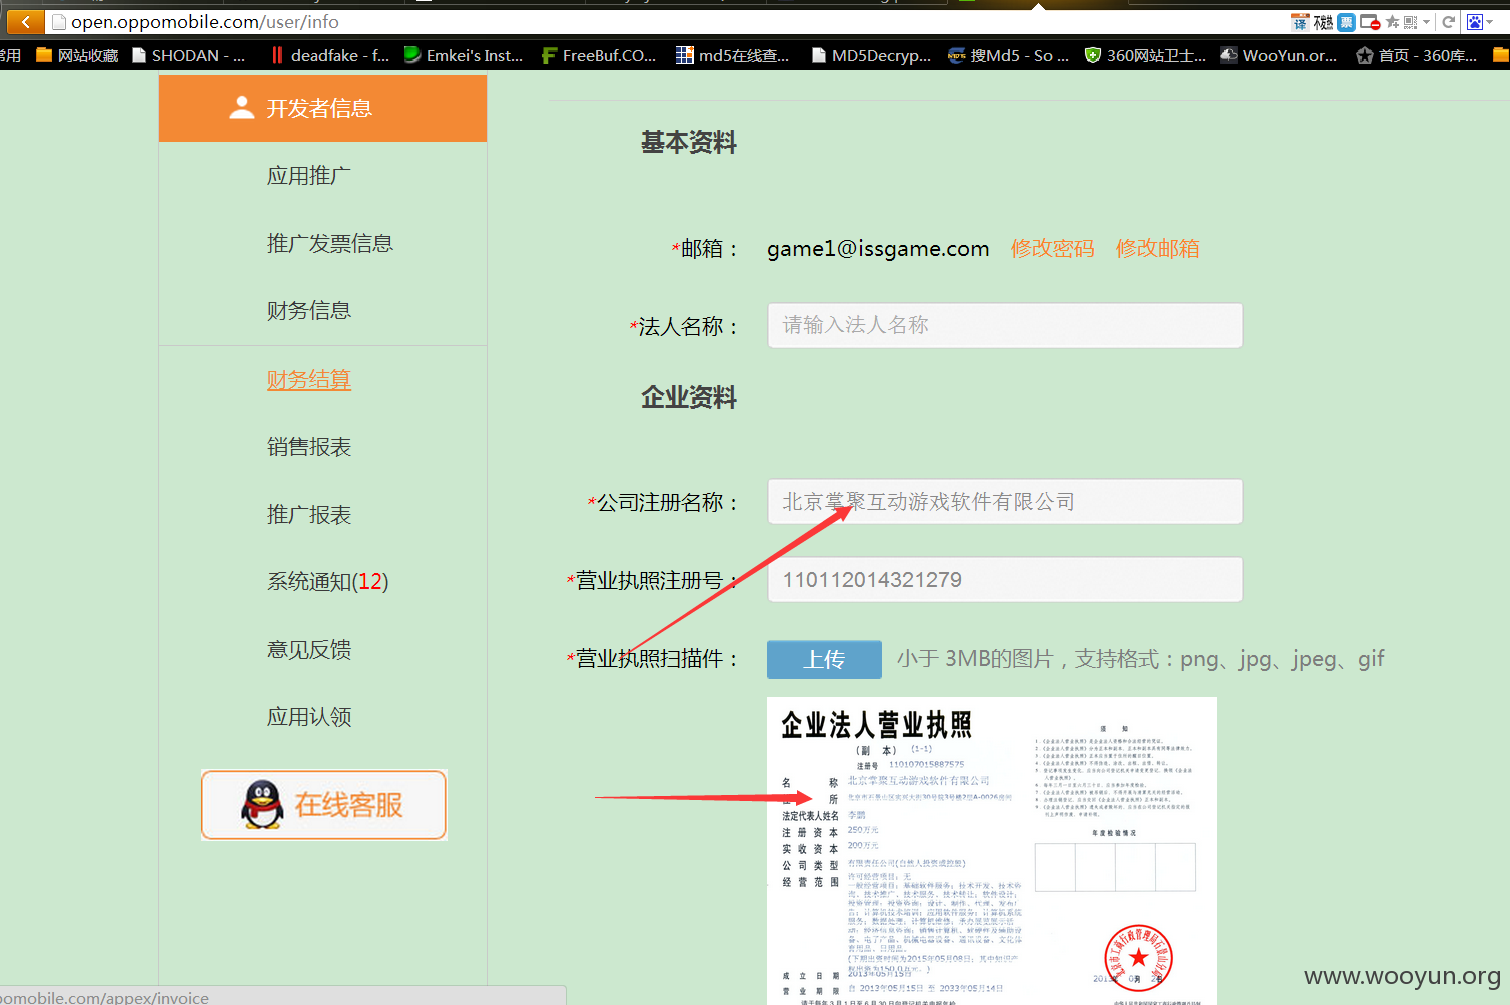 open.oppomobile.com/user/info
译 不发热 票
常用 网站收藏 SHODAN - ... deadfake - f... Emkei's Inst... FreeBuf.CO... md5在线查... MD5Decryp... 搜Md5 - So ... 360网站卫士... WooYun.or... 首页 - 360库...
开发者信息
应用推广
推广发票信息
财务信息
财务结算
销售报表
推广报表
系统通知(12)
意见反馈
应用认领
在线客服
基本资料
*邮箱： game1@issgame.com 修改密码 修改邮箱
*法人名称： 请输入法人名称
企业资料
*公司注册名称： 北京掌聚互动游戏软件有限公司
*营业执照注册号： 110112014321279
*营业执照扫描件： 上传 小于 3MB的图片，支持格式：png、jpg、jpeg、gif
企业法人营业执照
（副 本） (1-1)
注册号 110107015887575
名 称 北京掌聚互动游戏软件有限公司
住 所
法定代表人姓名 李鹏
注 册 资 本 250万元
实 收 资 本 200万元
公 司 类 型 有限责任公司(自然人投资或控股)
经 营 范 围 许可经营项目：无
成 立 日 期 2013年05月15日
营 业 期 限 自 2013年05月15日 至 2033年05月14日
须 知
年 度 检 验 情 况
www.wooyun.org
pomobile.com/appex/invoice